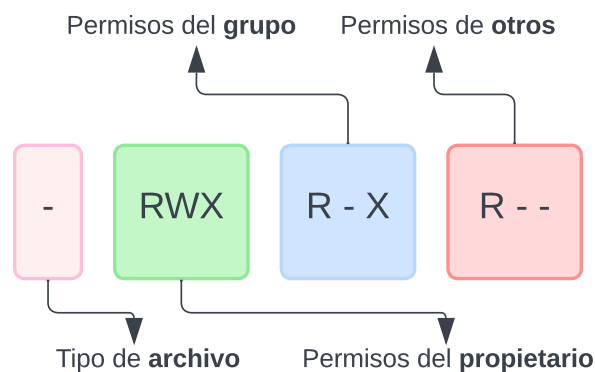 Permisos del grupo
Permisos de otros
-
RWX
R - X
R - -
Tipo de archivo
Permisos del propietario